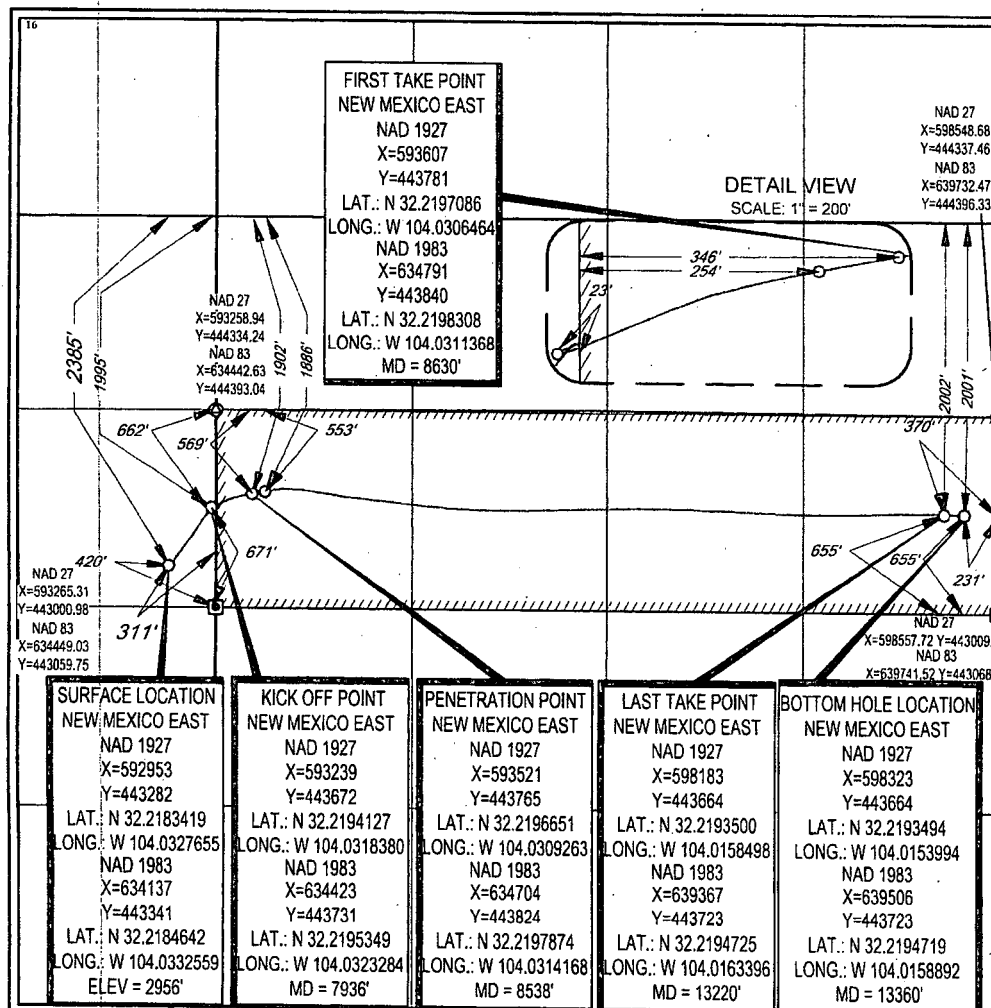 16
FIRST TAKE POINT
NEW MEXICO EAST
NAD 1927
X=593607
Y=443781
LAT.: N 32.2197086
LONG.: W 104.0306464
NAD 1983
X=634791
Y=443840
LAT.: N 32.2198308
LONG.: W 104.0311368
MD = 8630'
NAD 27
X=598548.68
Y=444337.46
NAD 83
X=639732.47
Y=444396.33
DETAIL VIEW
SCALE: 1" = 200'
346'
254'
23'
2385'
1995'
NAD 27
X=593258.94
Y=444334.24
NAD 83
X=634442.63
Y=444393.04
1902'
1886'
2002'
2001'
662'
569'
553'
370'
420'
671'
311'
655'
655'
231'
NAD 27
X=593265.31
Y=443000.98
NAD 83
X=634449.03
Y=443059.75
NAD 27
X=598557.72 Y=443009.
NAD 83
X=639741.52 Y=443068
SURFACE LOCATION
NEW MEXICO EAST
NAD 1927
X=592953
Y=443282
LAT.: N 32.2183419
LONG.: W 104.0327655
NAD 1983
X=634137
Y=443341
LAT.: N 32.2184642
LONG.: W 104.0332559
ELEV = 2956'
KICK OFF POINT
NEW MEXICO EAST
NAD 1927
X=593239
Y=443672
LAT.: N 32.2194127
LONG.: W 104.0318380
NAD 1983
X=634423
Y=443731
LAT.: N 32.2195349
LONG.: W 104.0323284
MD = 7936'
PENETRATION POINT
NEW MEXICO EAST
NAD 1927
X=593521
Y=443765
LAT.: N 32.2196651
LONG.: W 104.0309263
NAD 1983
X=634704
Y=443824
LAT.: N 32.2197874
LONG.: W 104.0314168
MD = 8538'
LAST TAKE POINT
NEW MEXICO EAST
NAD 1927
X=598183
Y=443664
LAT.: N 32.2193500
LONG.: W 104.0158498
NAD 1983
X=639367
Y=443723
LAT.: N 32.2194725
LONG.: W 104.0163396
MD = 13220'
BOTTOM HOLE LOCATION
NEW MEXICO EAST
NAD 1927
X=598323
Y=443664
LAT.: N 32.2193494
LONG.: W 104.0153994
NAD 1983
X=639506
Y=443723
LAT.: N 32.2194719
LONG.: W 104.0158892
MD = 13360'